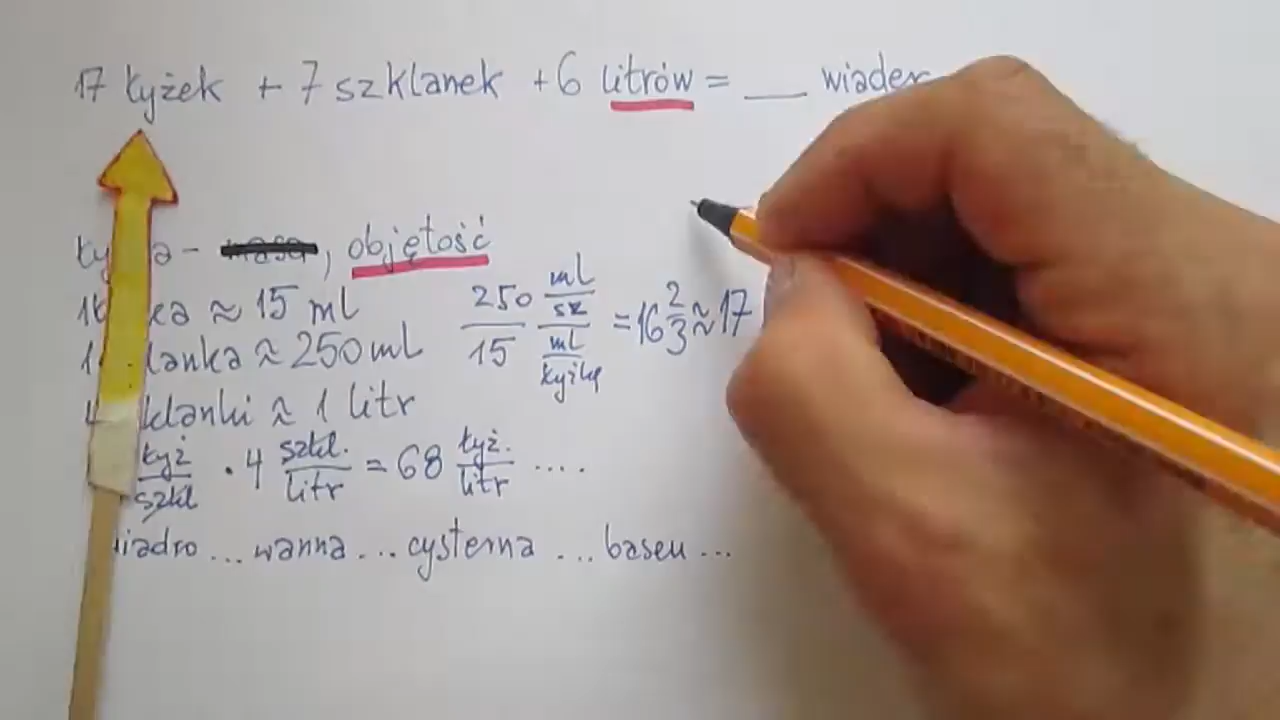 17 łyżek + 7 szklanek + 6 litrów = ___ wiader
- masa, objętość
≈ 15 ml
≈ 250 ml
250 ml/sz / 15 ml/łyżkę = 16 2/3 ≈ 17
≈ 1 litr
łyż/szkl · 4 szkl./litr = 68 łyż./litr ....
... wanna ... cysterna ... basen ...